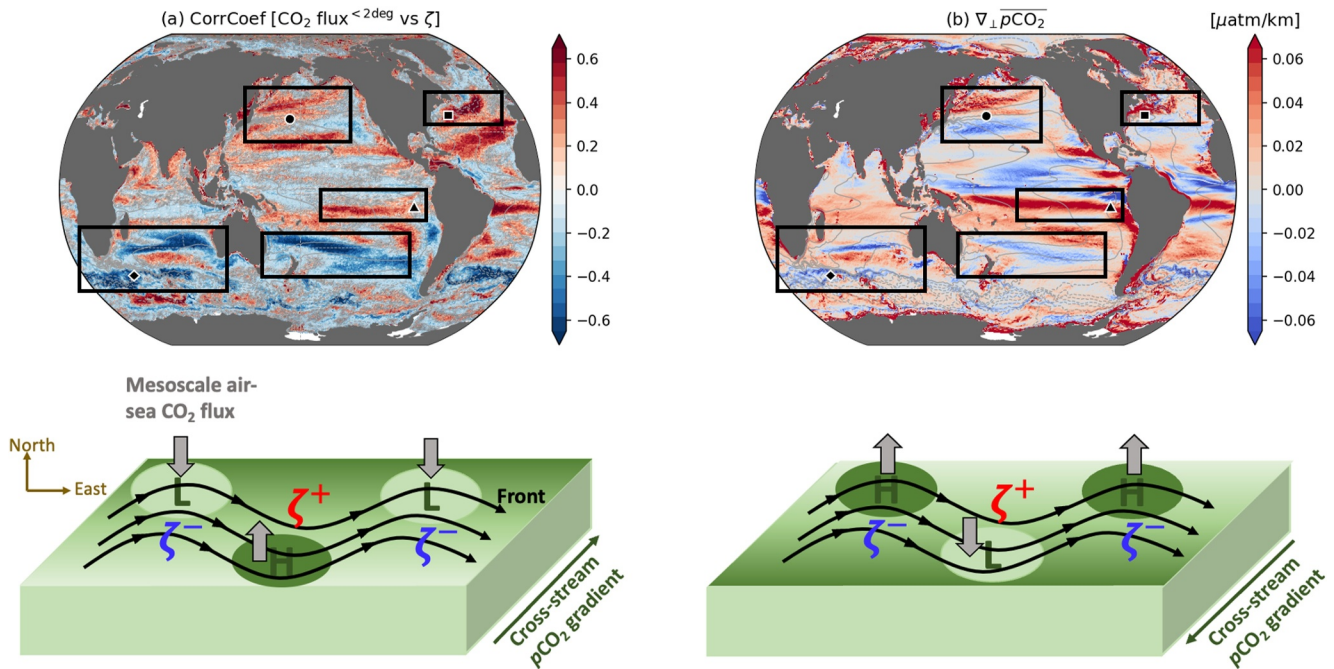 (a) CorrCoef [CO₂ flux^<2deg vs ζ]
0.6
0.4
0.2
0.0
−0.2
−0.4
−0.6
(b) ∇⊥p̅C̅O̅₂̅ [μatm/km]
0.06
0.04
0.02
0.00
−0.02
−0.04
−0.06
Mesoscale air-
sea CO₂ flux
North
East
L
L
H
ζ⁺
ζ⁻
ζ⁻
Front
Cross-stream
pCO₂ gradient
H
H
L
ζ⁺
ζ⁻
ζ⁻
Cross-stream
pCO₂ gradient